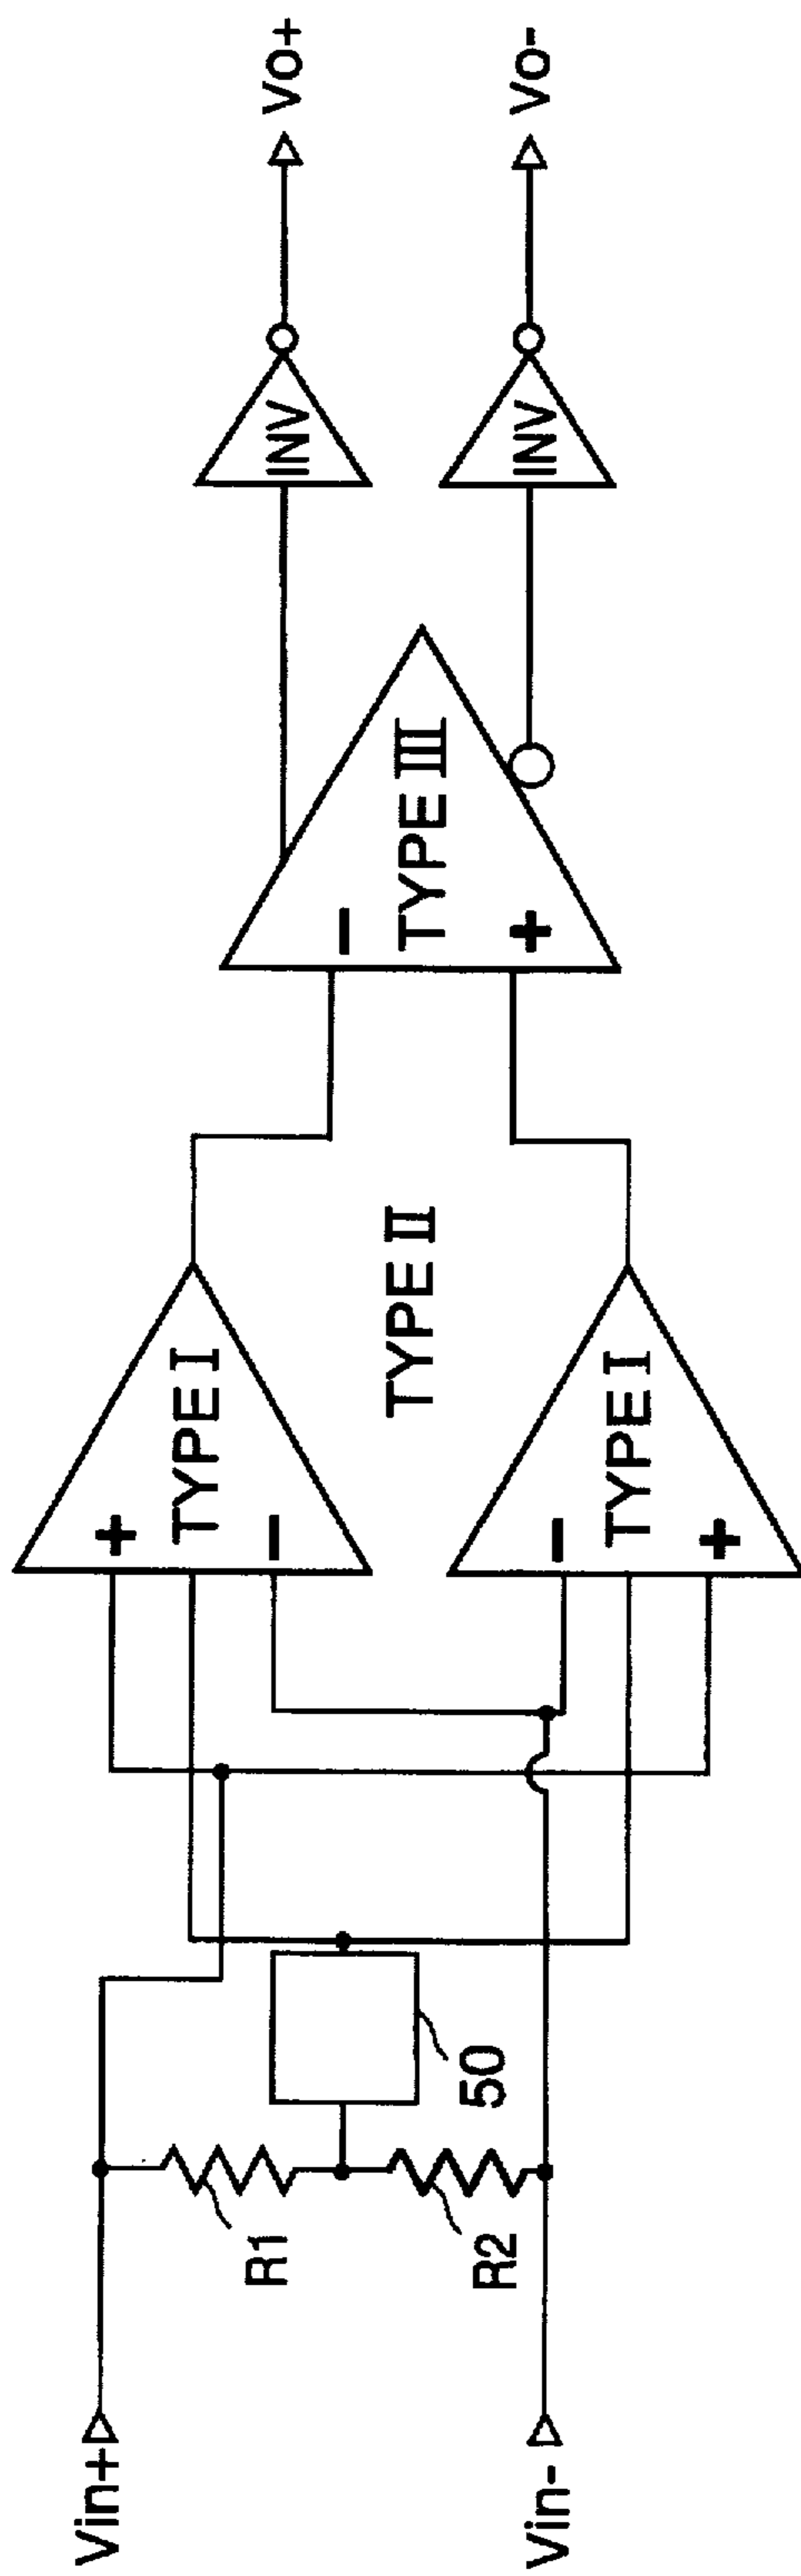 Vin+
Vin-
R1
R2
50
+
TYPE I
−
−
TYPE I
+
TYPE II
−
TYPE III
+
INV
INV
Vo+
Vo-